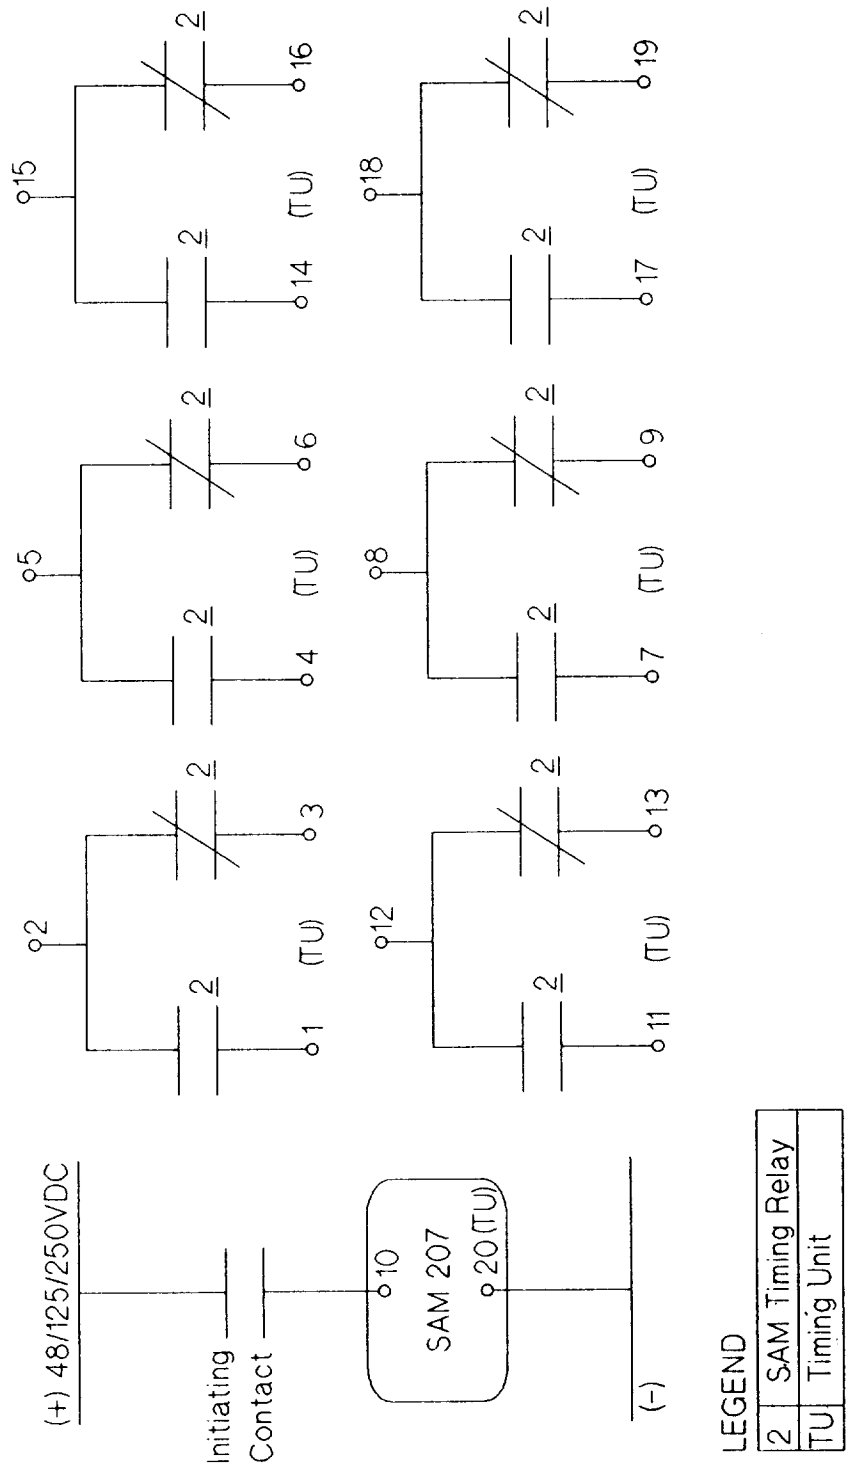 (+) 48/125/250VDC
Initiating
Contact
10
SAM 207
20 (TU)
(-)
2
2
2
1
(TU)
3
5
2
2
4
(TU)
6
15
2
2
14
(TU)
16
12
2
2
11
(TU)
13
8
2
2
7
(TU)
9
18
2
2
17
(TU)
19
LEGEND
2 SAM Timing Relay
TU Timing Unit